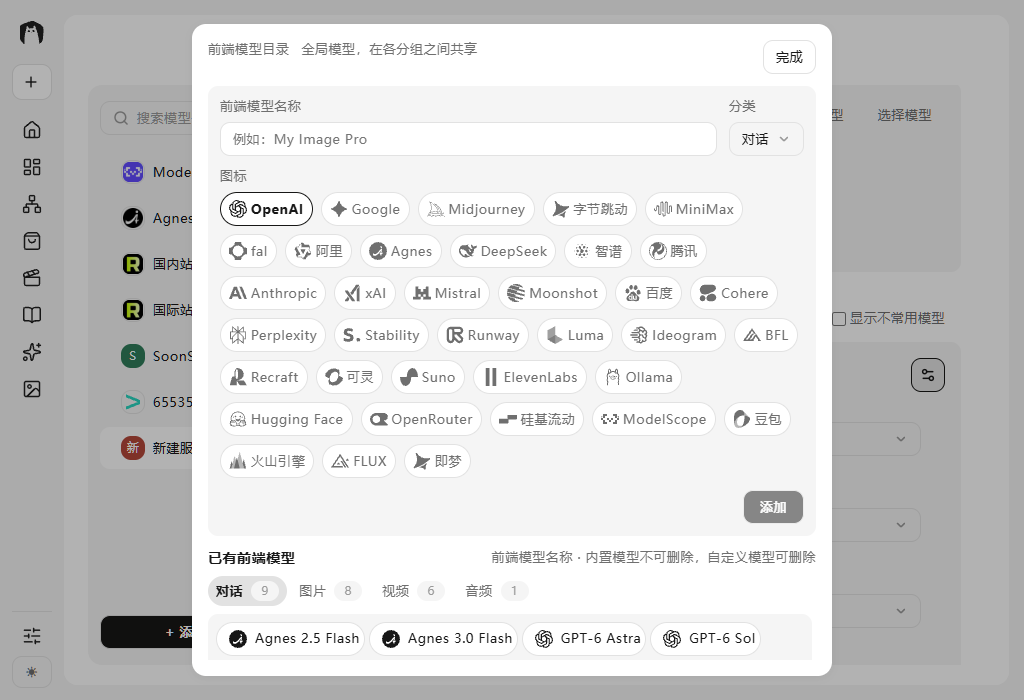 前端模型目录 全局模型，在各分组之间共享
完成
前端模型名称
分类
例如：My Image Pro
对话
图标
OpenAI Google Midjourney 字节跳动 MiniMax
fal 阿里 Agnes DeepSeek 智谱 腾讯
Anthropic xAI Mistral Moonshot 百度 Cohere
Perplexity Stability Runway Luma Ideogram BFL
Recraft 可灵 Suno ElevenLabs Ollama
Hugging Face OpenRouter 硅基流动 ModelScope 豆包
火山引擎 FLUX 即梦
添加
已有前端模型
前端模型名称 · 内置模型不可删除，自定义模型可删除
对话 9 图片 8 视频 6 音频 1
Agnes 2.5 Flash Agnes 3.0 Flash GPT-6 Astra GPT-6 Sol
搜索模型
Mode
Agnes
国内站
国际站
S SoonS
65535
新 新建服
+ 添
型 选择模型
显示不常用模型